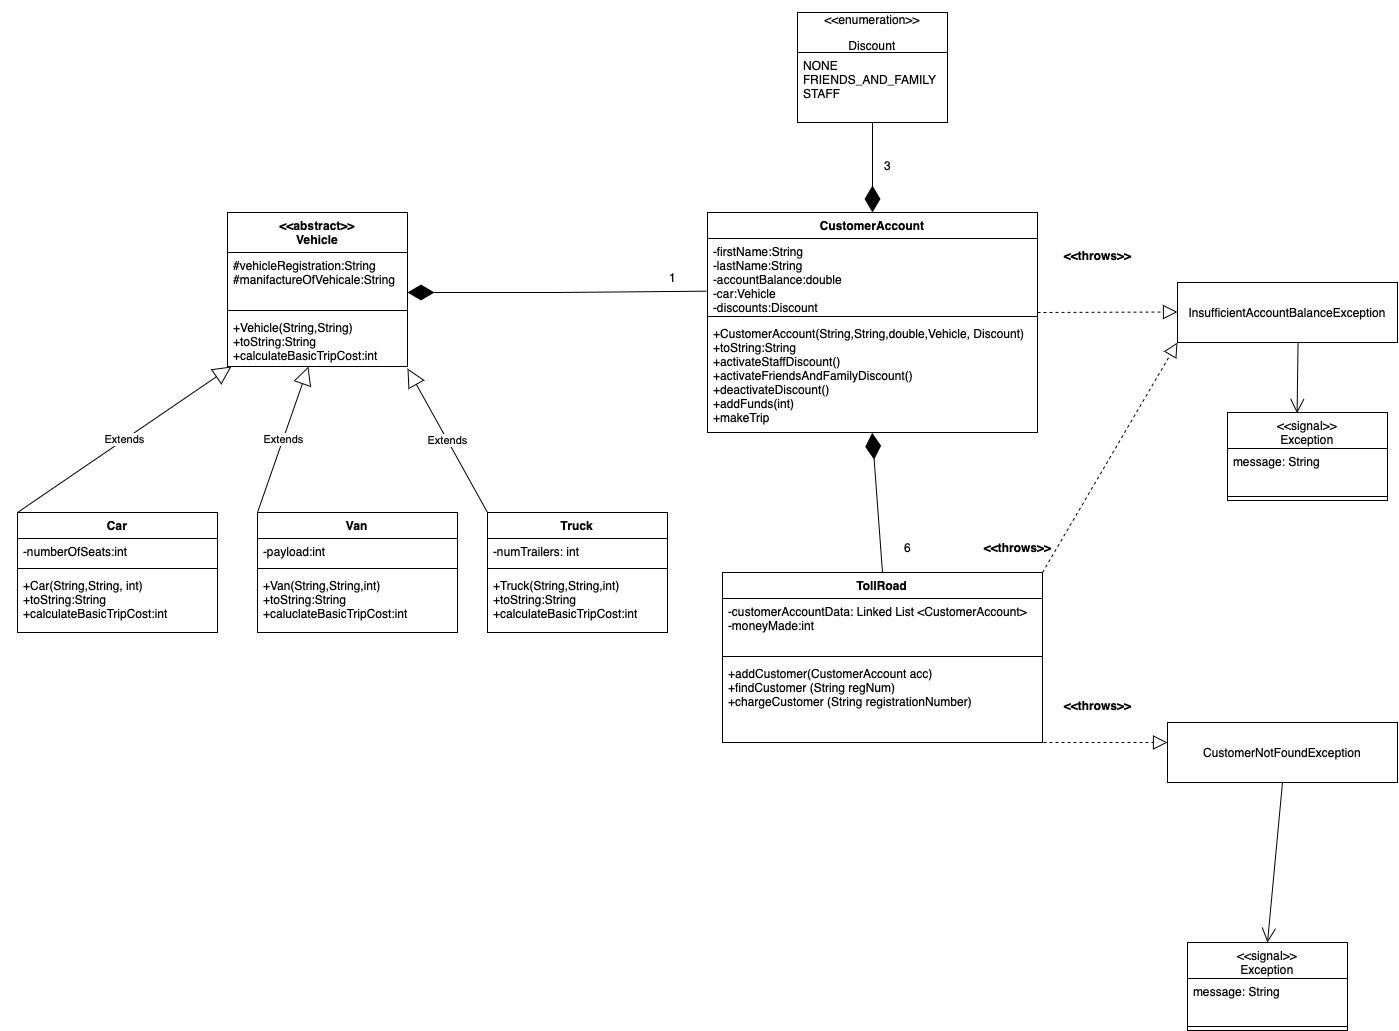 <<enumeration>>
Discount
NONE
FRIENDS_AND_FAMILY
STAFF
3
<<abstract>>
Vehicle
#vehicleRegistration:String
#manifactureOfVehicale:String
+Vehicle(String,String)
+toString:String
+calculateBasicTripCost:int
1
CustomerAccount
-firstName:String
-lastName:String
-accountBalance:double
-car:Vehicle
-discounts:Discount
+CustomerAccount(String,String,double,Vehicle, Discount)
+toString:String
+activateStaffDiscount()
+activateFriendsAndFamilyDiscount()
+deactivateDiscount()
+addFunds(int)
+makeTrip
<<throws>>
InsufficientAccountBalanceException
<<signal>>
Exception
message: String
Extends
Extends
Extends
Car
-numberOfSeats:int
+Car(String,String, int)
+toString:String
+calculateBasicTripCost:int
Van
-payload:int
+Van(String,String,int)
+toString:String
+caluclateBasicTripCost:int
Truck
-numTrailers: int
+Truck(String,String,int)
+toString:String
+calculateBasicTripCost:int
6
<<throws>>
TollRoad
-customerAccountData: Linked List <CustomerAccount>
-moneyMade:int
+addCustomer(CustomerAccount acc)
+findCustomer (String regNum)
+chargeCustomer (String registrationNumber)
<<throws>>
CustomerNotFoundException
<<signal>>
Exception
message: String